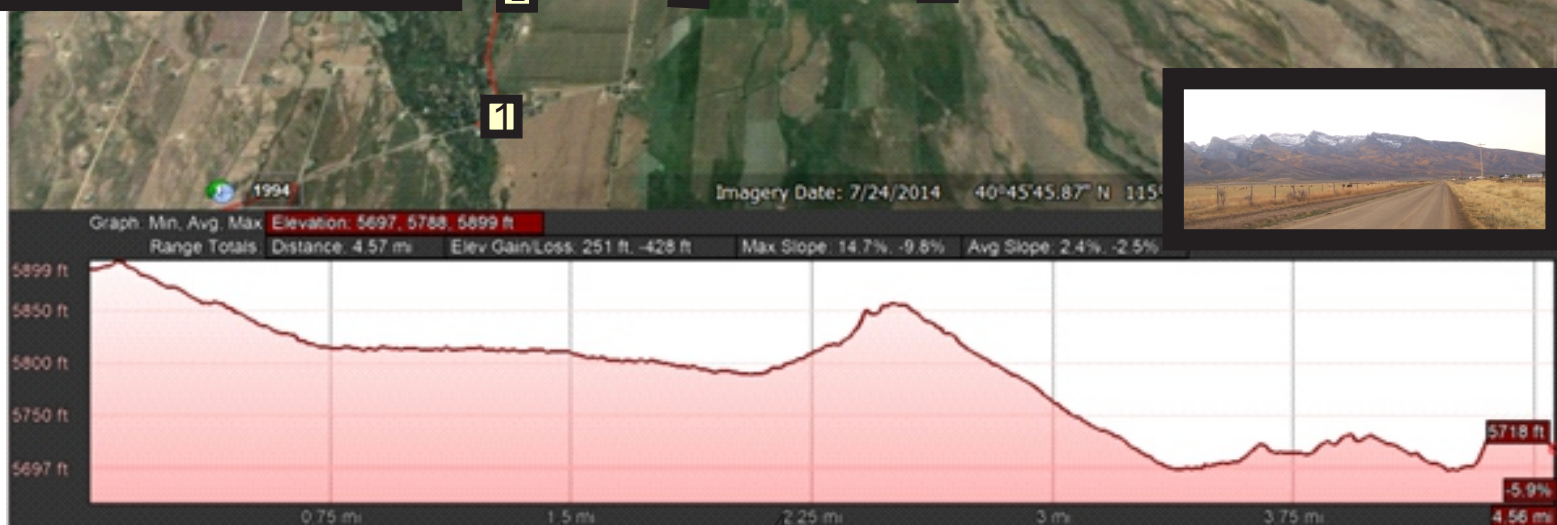 1
1994
Imagery Date: 7/24/2014 40°45'45.87" N 115°
Graph: Min, Avg, Max Elevation: 5697, 5788, 5899 ft
Range Totals: Distance: 4.57 mi Elev Gain/Loss: 251 ft, -428 ft Max Slope: 14.7%, -9.8% Avg Slope: 2.4%, -2.5%
5899 ft
5850 ft
5800 ft
5750 ft
5718 ft
5697 ft
-5.9%
0.75 mi 1.5 mi 2.25 mi 3 mi 3.75 mi 4.56 mi